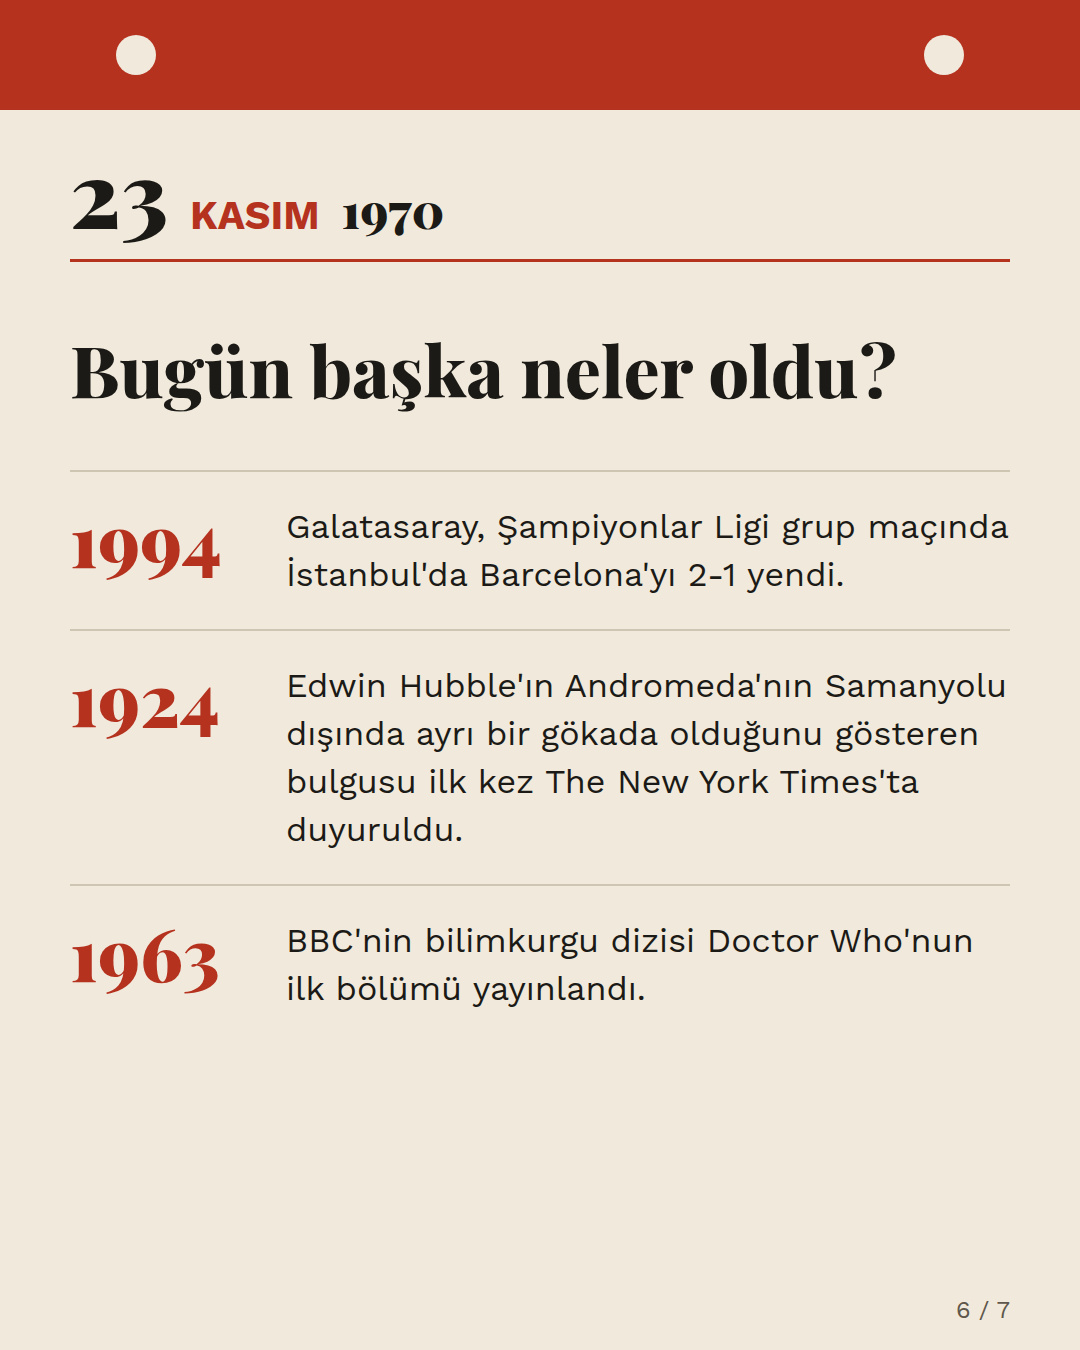 23 KASIM 1970
Bugün başka neler oldu?
1994
Galatasaray, Şampiyonlar Ligi grup maçında
İstanbul'da Barcelona'yı 2-1 yendi.
1924
Edwin Hubble'ın Andromeda'nın Samanyolu
dışında ayrı bir gökada olduğunu gösteren
bulgusu ilk kez The New York Times'ta
duyuruldu.
1963
BBC'nin bilimkurgu dizisi Doctor Who'nun
ilk bölümü yayınlandı.
6 / 7